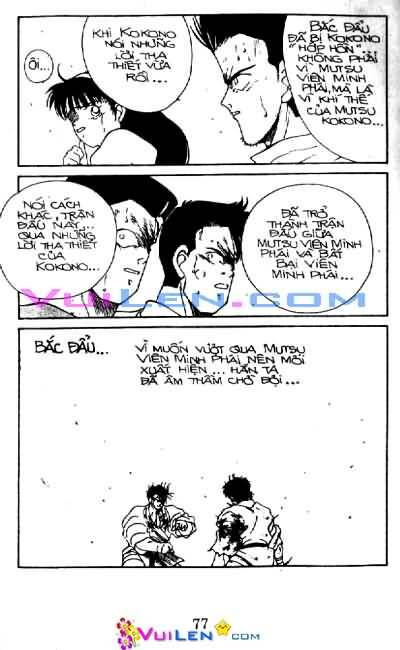 BẮC ĐẨU
ĐÃ BỊ KOKONO
"HỚP HỒN"
KHÔNG PHẢI
VÌ MUTSU
VIÊN MINH
PHÁI, MÀ LÀ
VÌ KHÍ THẾ
CỦA MUTSU
KOKONO...
KHI KOKONO
NÓI NHỮNG
LỜI THA
THIẾT VỪA
RỒI...
ÔI...
ĐÃ TRỞ
THÀNH TRẬN
ĐẤU GIỮA
MUTSU VIÊN MINH
PHÁI VÀ BẤT
BẠI VIÊN
MINH PHÁI...
NÓI CÁCH
KHÁC, TRẬN
ĐẤU NÀY...
QUA NHỮNG
LỜI THA THIẾT
CỦA
KOKONO...
VUILEN.COM
BẮC ĐẨU...
VÌ MUỐN VƯỢT QUA MUTSU
VIÊN MINH PHÁI NÊN MỚI
XUẤT HIỆN... HẮN TA
ĐÃ ÂM THẦM CHỜ ĐỢI...
77
VUILEN COM